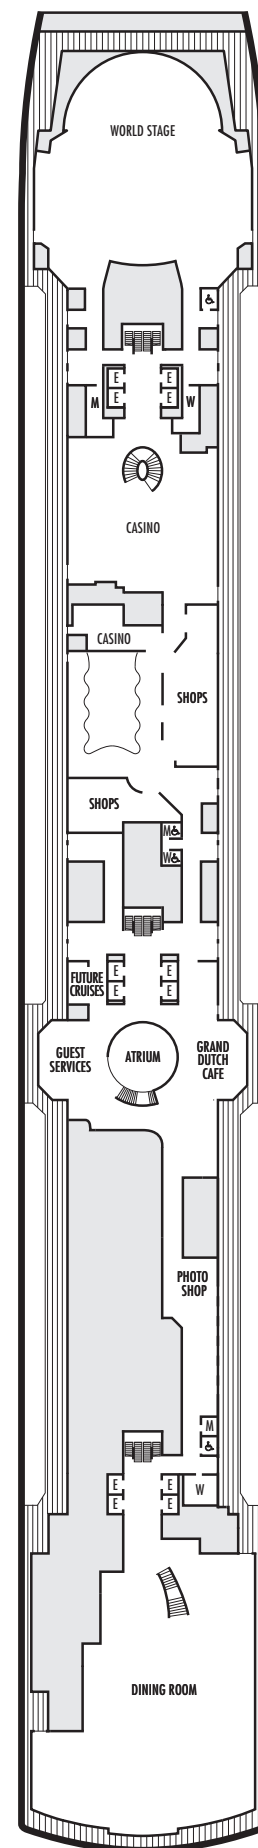 WORLD STAGE
E
E
E
E
M
W
CASINO
CASINO
SHOPS
SHOPS
M
W
E
E
E
E
FUTURE
CRUISES
GUEST
SERVICES
ATRIUM
GRAND
DUTCH
CAFE
PHOTO
SHOP
M
E
E
E
E
W
DINING ROOM